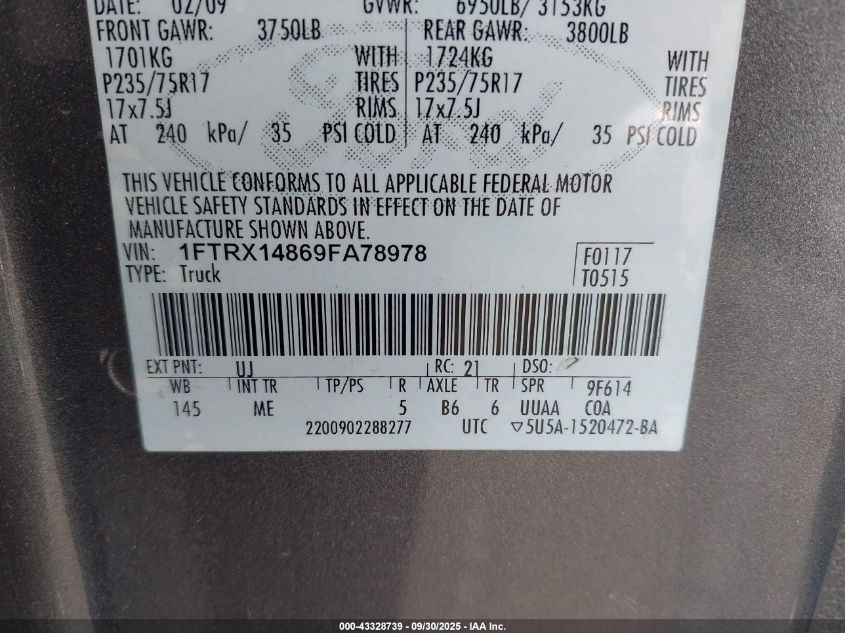 DATE: 02/09 GVWR: 6950LB/ 3153KG
FRONT GAWR: 3750LB REAR GAWR: 3800LB
1701KG WITH 1724KG WITH
P235/75R17 TIRES P235/75R17 TIRES
17x7.5J RIMS 17x7.5J RIMS
AT 240 kPa/ 35 PSI COLD AT 240 kPa/ 35 PSI COLD
THIS VEHICLE CONFORMS TO ALL APPLICABLE FEDERAL MOTOR
VEHICLE SAFETY STANDARDS IN EFFECT ON THE DATE OF
MANUFACTURE SHOWN ABOVE.
VIN: 1FTRX14869FA78978 F0117
TYPE: Truck T0515
EXT PNT: UJ RC: 21 DSO:
WB INT TR TP/PS R AXLE TR SPR 9F614
145 ME 5 B6 6 UUAA COA
2200902288277 UTC ▽5U5A-1520472-BA
000-43328739 - 09/30/2025 - IAA Inc.